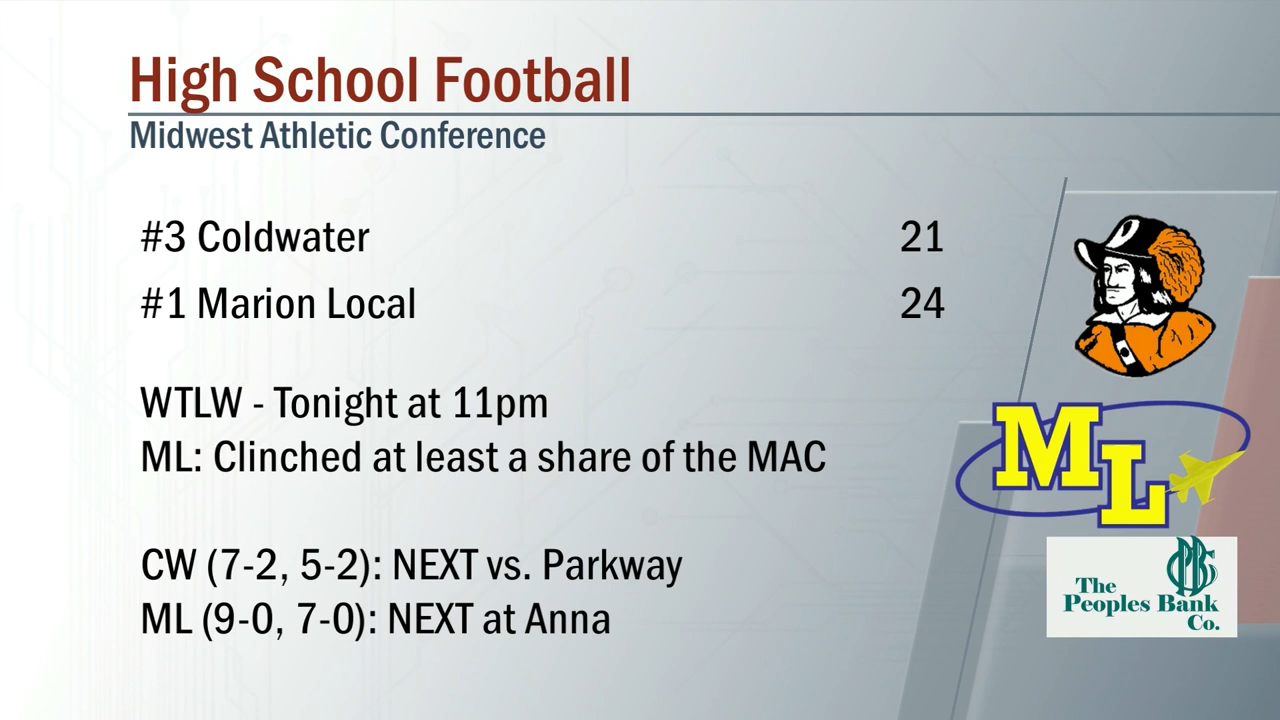 High School Football
Midwest Athletic Conference
#3 Coldwater 21
#1 Marion Local 24
WTLW - Tonight at 11pm
ML: Clinched at least a share of the MAC
CW (7-2, 5-2): NEXT vs. Parkway
ML (9-0, 7-0): NEXT at Anna
ML
The
Peoples Bank
Co.